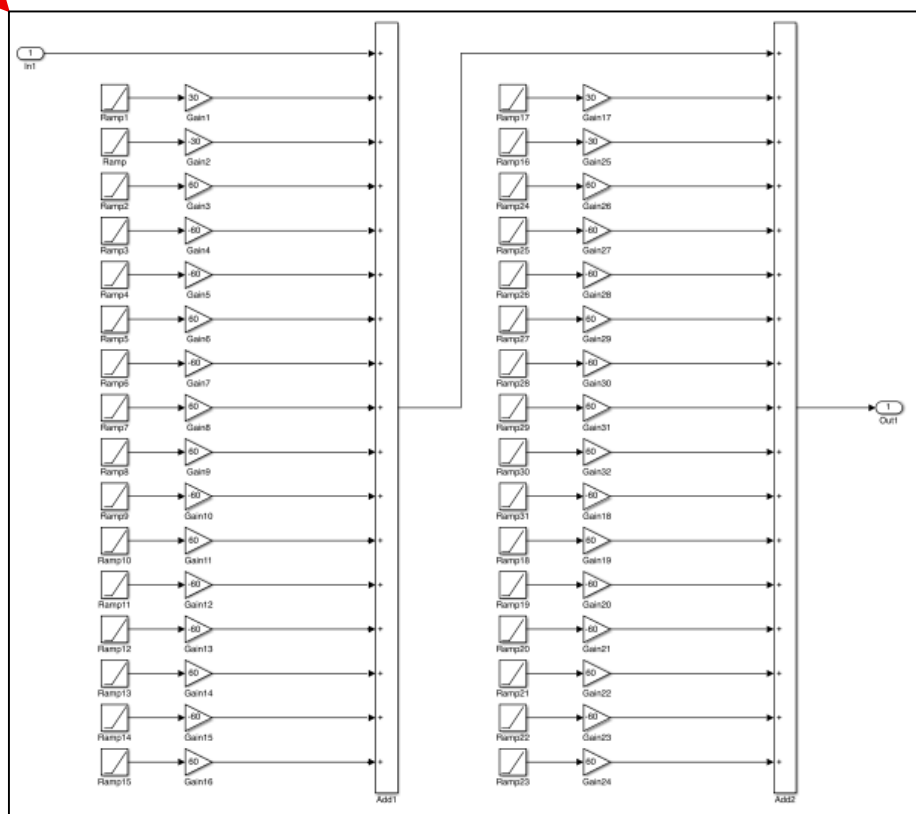 1
In1
+
+
Ramp1
30
Gain1
+
Ramp17
30
Gain17
+
Ramp
-30
Gain2
+
Ramp16
-30
Gain25
+
Ramp2
60
Gain3
+
Ramp24
60
Gain26
+
Ramp3
-60
Gain4
+
Ramp25
-60
Gain27
+
Ramp4
-60
Gain5
+
Ramp26
-60
Gain28
+
Ramp5
60
Gain6
+
Ramp27
60
Gain29
+
Ramp6
-60
Gain7
+
Ramp28
-60
Gain30
+
Ramp7
60
Gain8
+
Ramp29
60
Gain31
+
1
Out1
Ramp8
60
Gain9
+
Ramp30
60
Gain32
+
Ramp9
-60
Gain10
+
Ramp31
-60
Gain18
+
Ramp10
60
Gain11
+
Ramp18
60
Gain19
+
Ramp11
-60
Gain12
+
Ramp19
-60
Gain20
+
Ramp12
-60
Gain13
+
Ramp20
-60
Gain21
+
Ramp13
60
Gain14
+
Ramp21
60
Gain22
+
Ramp14
-60
Gain15
+
Ramp22
-60
Gain23
+
Ramp15
60
Gain16
+
Ramp23
60
Gain24
+
Add1
Add2